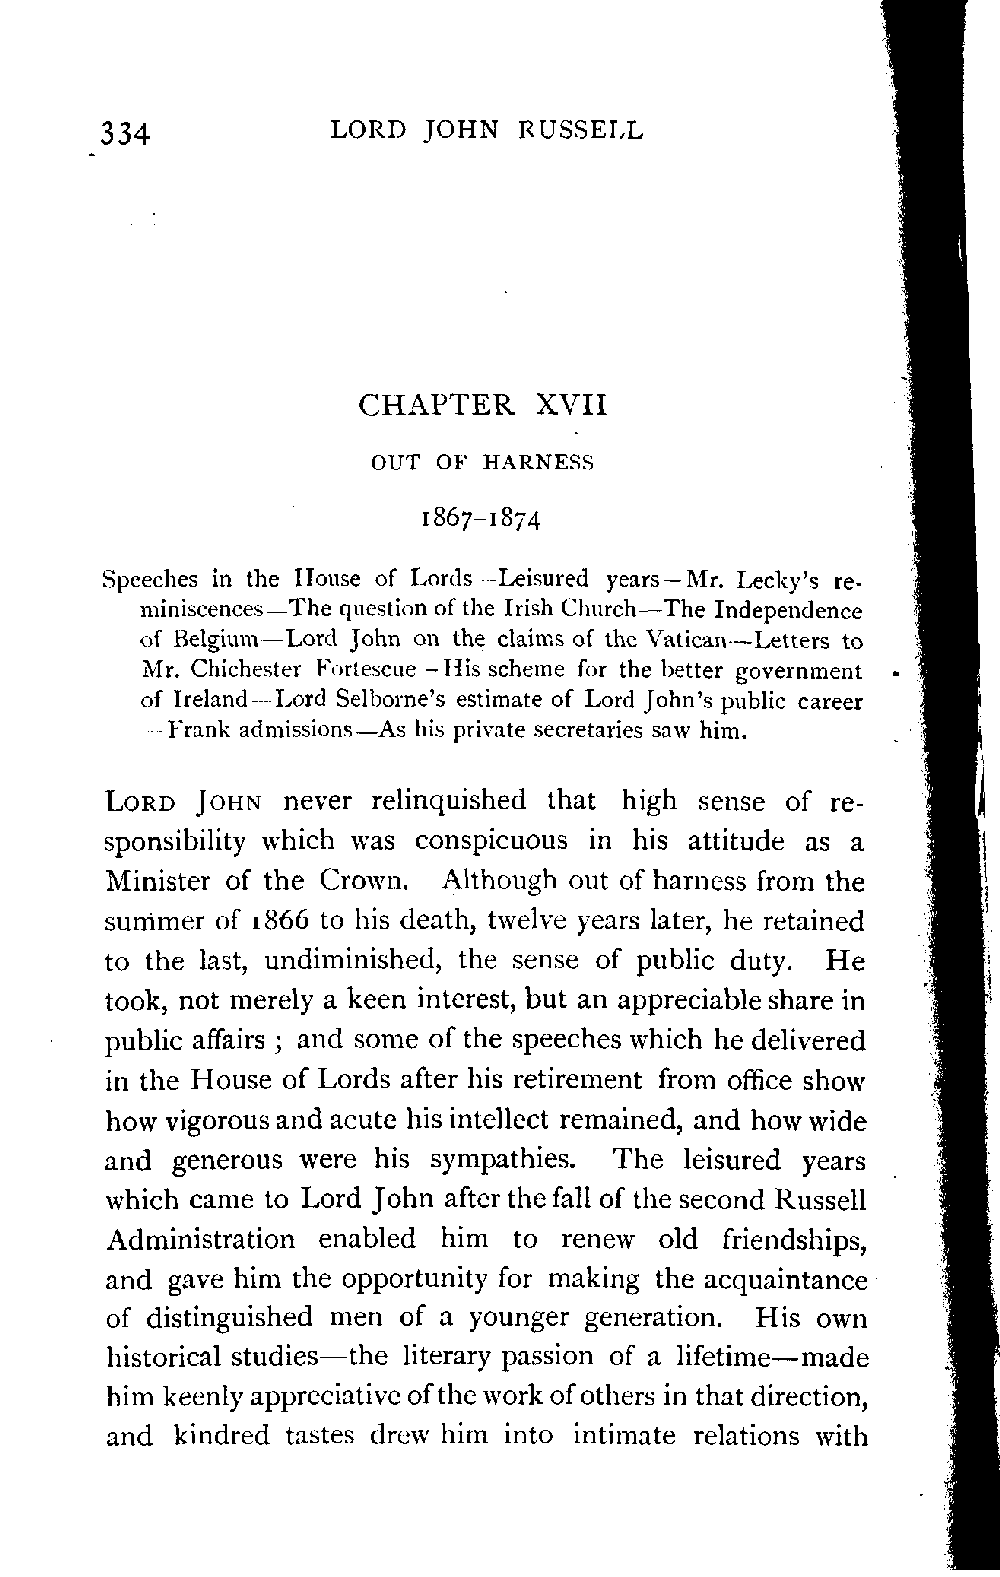 334 LORD JOHN RUSSELL
CHAPTER XVII
OUT OF HARNESS
1867–1874
Speeches in the House of Lords—Leisured years—Mr. Lecky's re-
miniscences—The question of the Irish Church—The Independence
of Belgium—Lord John on the claims of the Vatican—Letters to
Mr. Chichester Fortescue—His scheme for the better government
of Ireland—Lord Selborne's estimate of Lord John's public career
—Frank admissions—As his private secretaries saw him.
LORD JOHN never relinquished that high sense of re-
sponsibility which was conspicuous in his attitude as a
Minister of the Crown. Although out of harness from the
summer of 1866 to his death, twelve years later, he retained
to the last, undiminished, the sense of public duty. He
took, not merely a keen interest, but an appreciable share in
public affairs ; and some of the speeches which he delivered
in the House of Lords after his retirement from office show
how vigorous and acute his intellect remained, and how wide
and generous were his sympathies. The leisured years
which came to Lord John after the fall of the second Russell
Administration enabled him to renew old friendships,
and gave him the opportunity for making the acquaintance
of distinguished men of a younger generation. His own
historical studies—the literary passion of a lifetime—made
him keenly appreciative of the work of others in that direction,
and kindred tastes drew him into intimate relations with